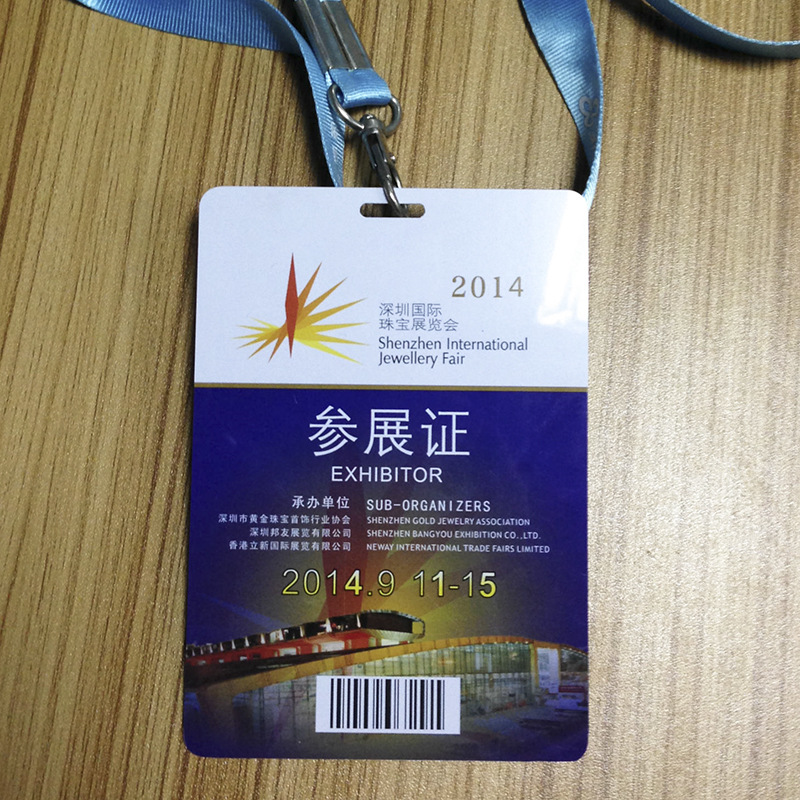 2014
深圳国际
珠宝展览会
Shenzhen International
Jewellery Fair
参展证
EXHIBITOR
承办单位 SUB-ORGANIZERS
深圳市黄金珠宝首饰行业协会 SHENZHEN GOLD JEWELRY ASSOCIATION
深圳邦友展览有限公司 SHENZHEN BANGYOU EXHIBITION CO.,LTD.
香港立新国际展览有限公司 NEWAY INTERNATIONAL TRADE FAIRS LIMITED
2014.9 11-15